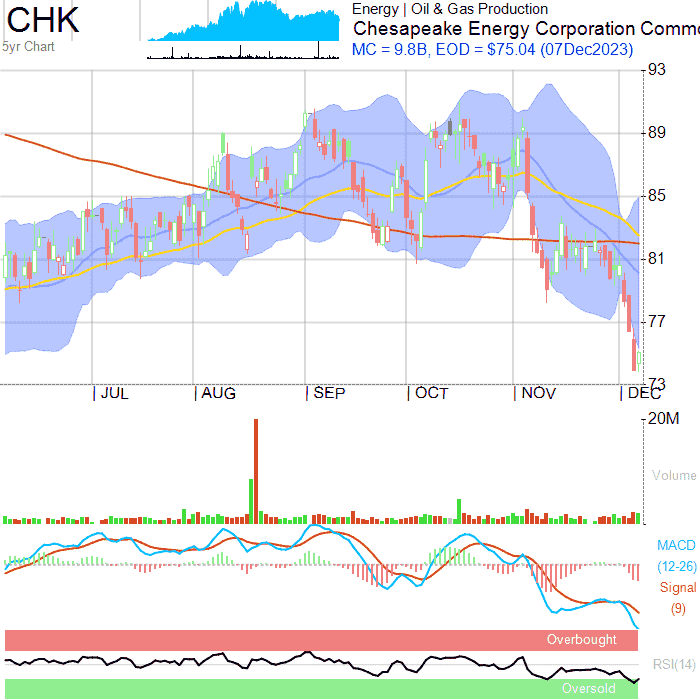 CHK
5yr Chart
Energy | Oil & Gas Production
Chesapeake Energy Corporation Commo
MC = 9.8B, EOD = $75.04 (07Dec2023)
93
89
85
81
77
73
JUL AUG SEP OCT NOV DEC
20M
Volume
MACD
(12-26)
Signal
(9)
Overbought
RSI(14)
Oversold